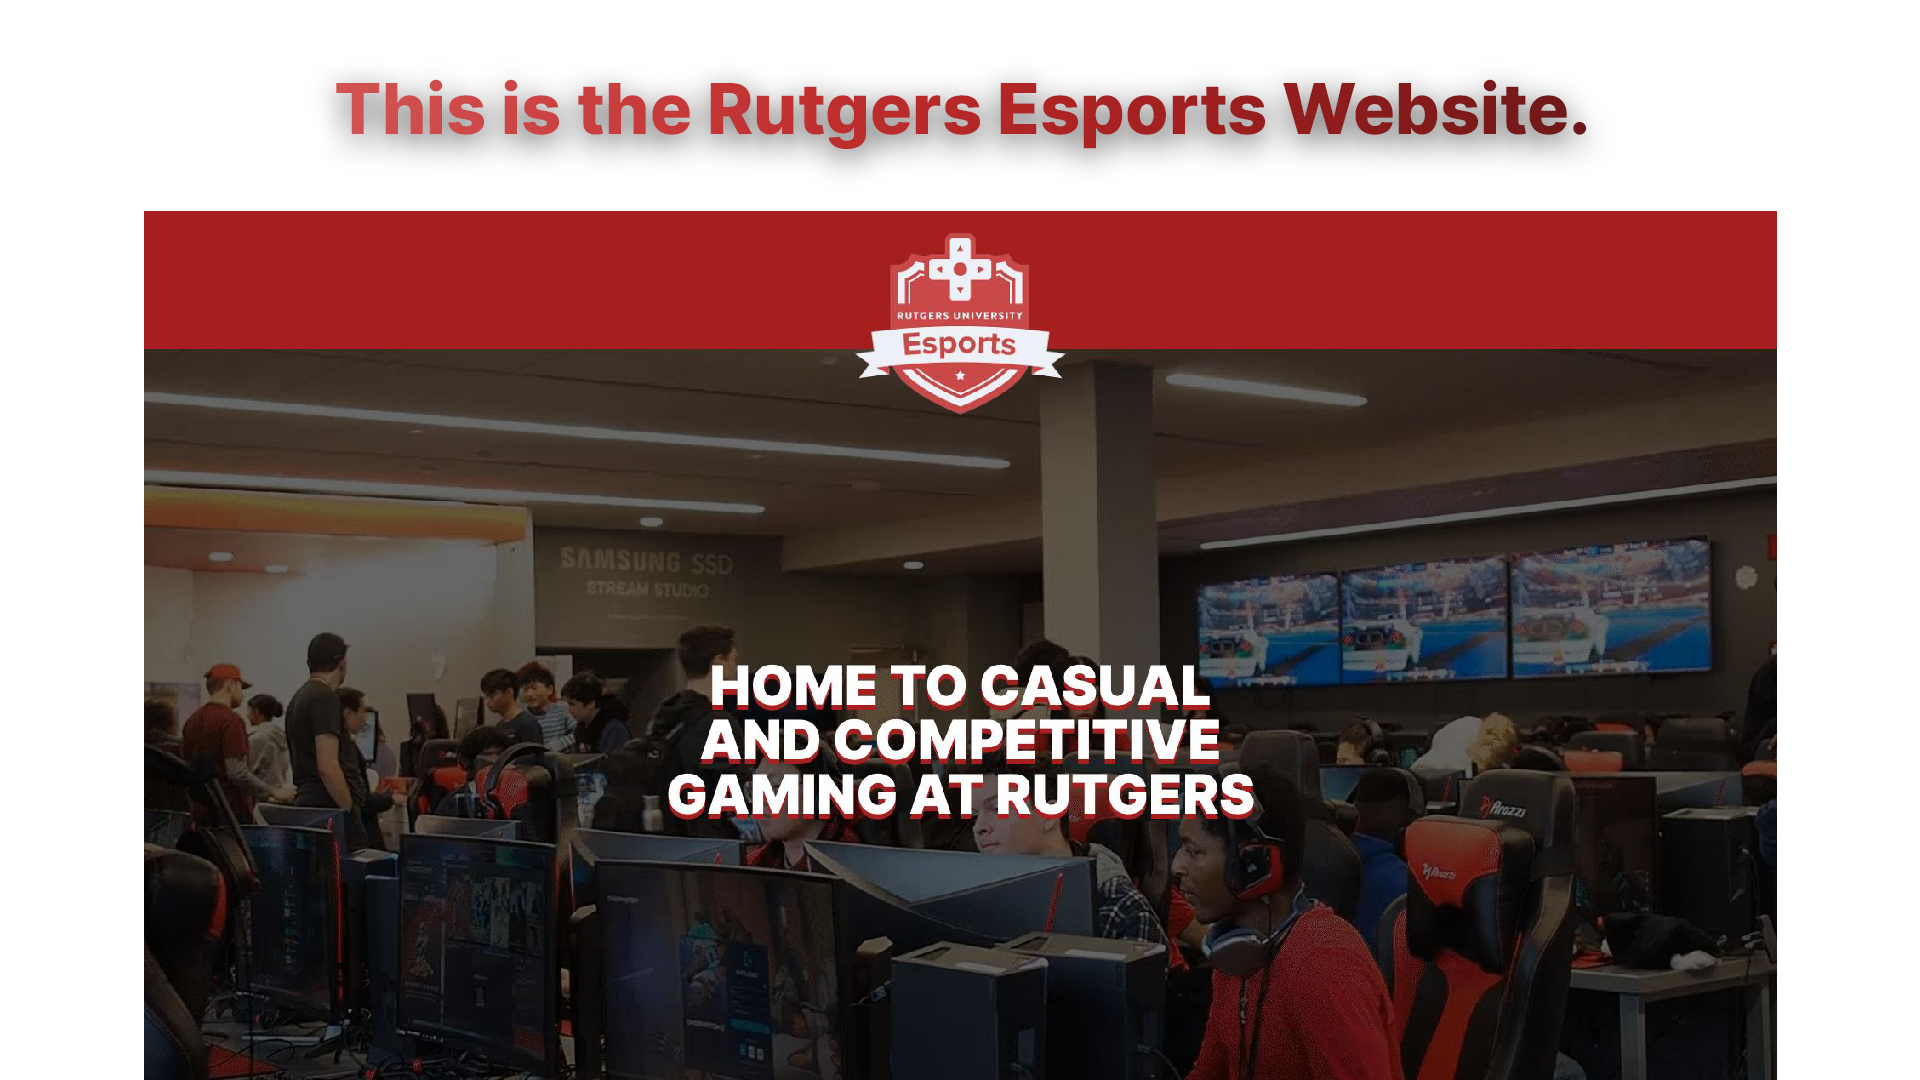 This is the Rutgers Esports Website.
RUTGERS UNIVERSITY
Esports
SAMSUNG SSD
STREAM STUDIO
HOME TO CASUAL
AND COMPETITIVE
GAMING AT RUTGERS
Arozzi
Arozzi